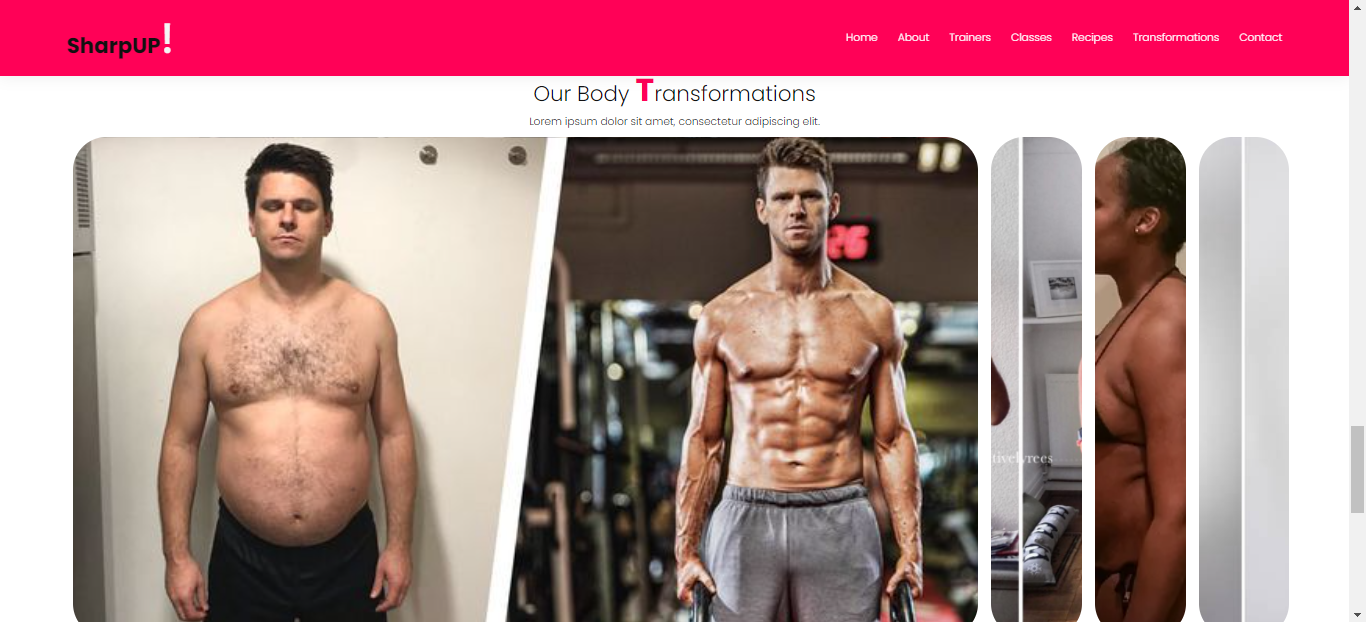 SharpUP!
Home About Trainers Classes Recipes Transformations Contact
Our Body Transformations
Lorem ipsum dolor sit amet, consectetur adipiscing elit.
26